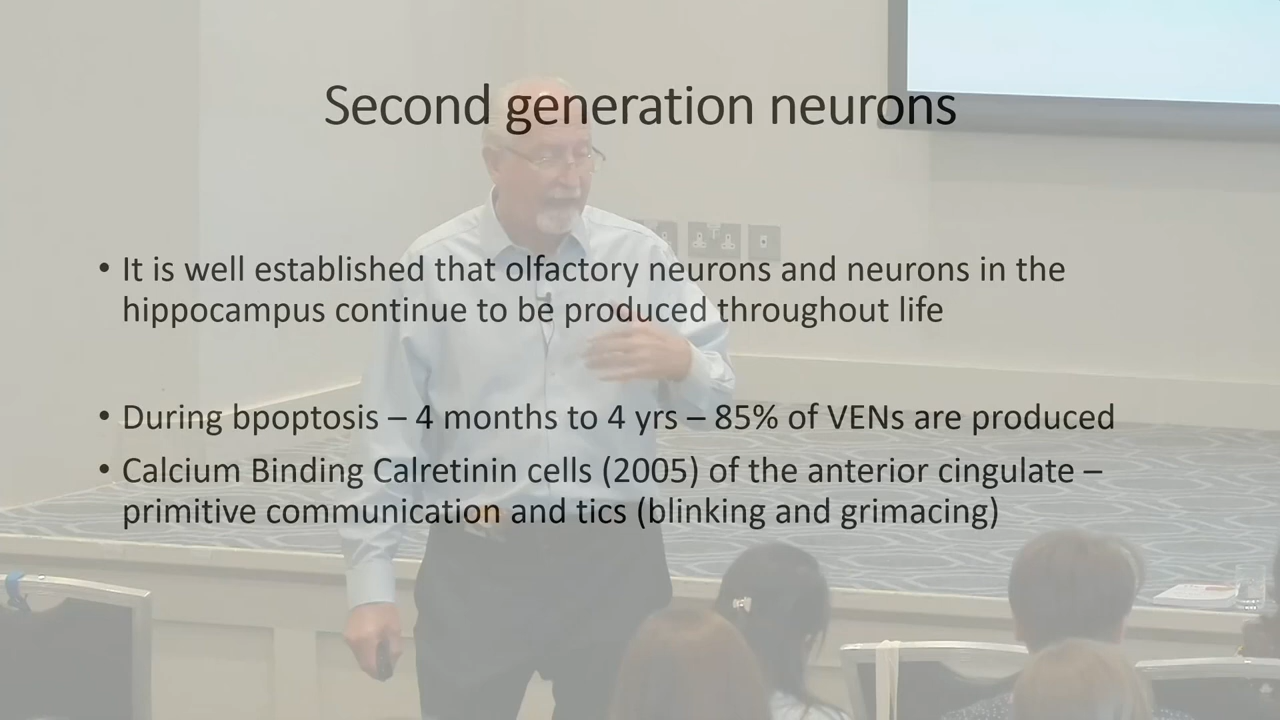 Second generation neurons
• It is well established that olfactory neurons and neurons in the
hippocampus continue to be produced throughout life
• During bpoptosis – 4 months to 4 yrs – 85% of VENs are produced
• Calcium Binding Calretinin cells (2005) of the anterior cingulate –
primitive communication and tics (blinking and grimacing)